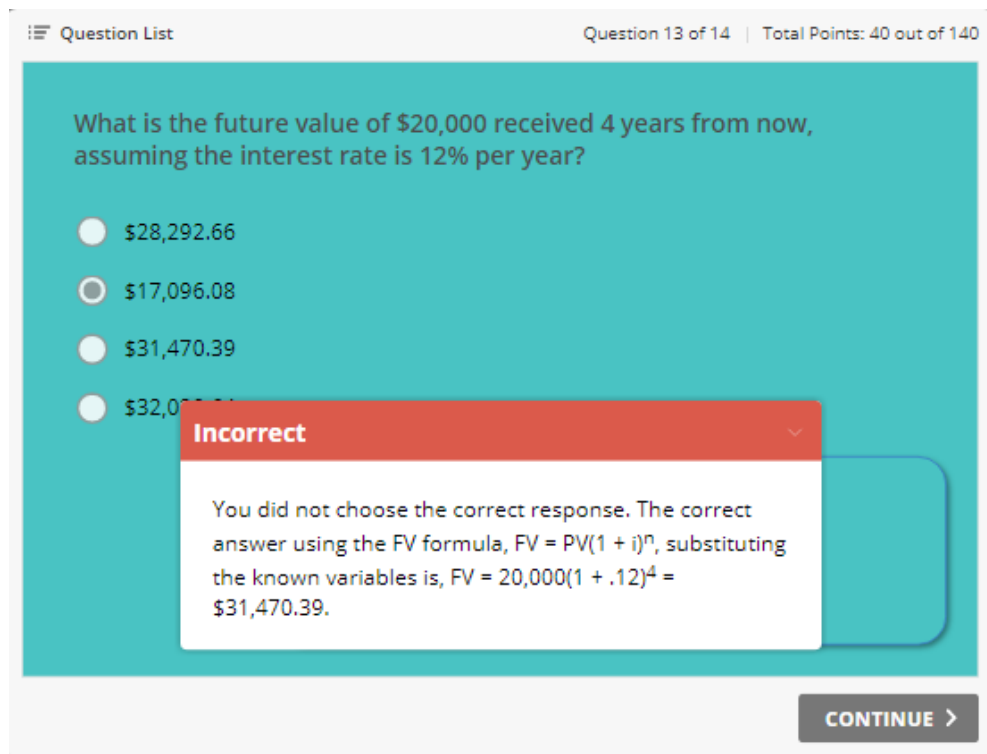 Question List
Question 13 of 14 | Total Points: 40 out of 140
What is the future value of $20,000 received 4 years from now,
assuming the interest rate is 12% per year?
$28,292.66
$17,096.08
$31,470.39
$32,0
Incorrect
You did not choose the correct response. The correct
answer using the FV formula, FV = PV(1 + i)ⁿ, substituting
the known variables is, FV = 20,000(1 + .12)⁴ =
$31,470.39.
CONTINUE